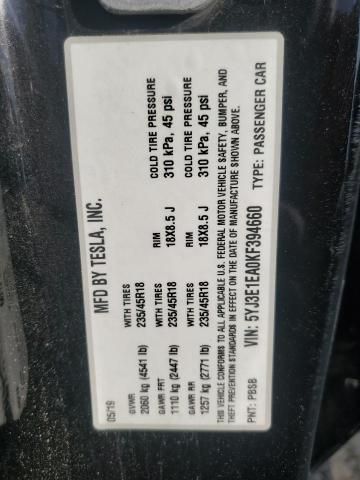 MFD BY TESLA, INC.
05/19
GVWR
2060 kg (4541 lb)
GAWR FRT WITH TIRES RIM COLD TIRE PRESSURE
1110 kg (2447 lb) 235/45R18 18X8.5 J 310 kPa, 45 psi
GAWR RR WITH TIRES RIM COLD TIRE PRESSURE
1257 kg (2771 lb) 235/45R18 18X8.5 J 310 kPa, 45 psi
THIS VEHICLE CONFORMS TO ALL APPLICABLE U.S. FEDERAL MOTOR VEHICLE SAFETY, BUMPER, AND
THEFT PREVENTION STANDARDS IN EFFECT ON THE DATE OF MANUFACTURE SHOWN ABOVE.
VIN: 5YJ3E1EA0KF394660 TYPE: PASSENGER CAR
PNT: PBSB